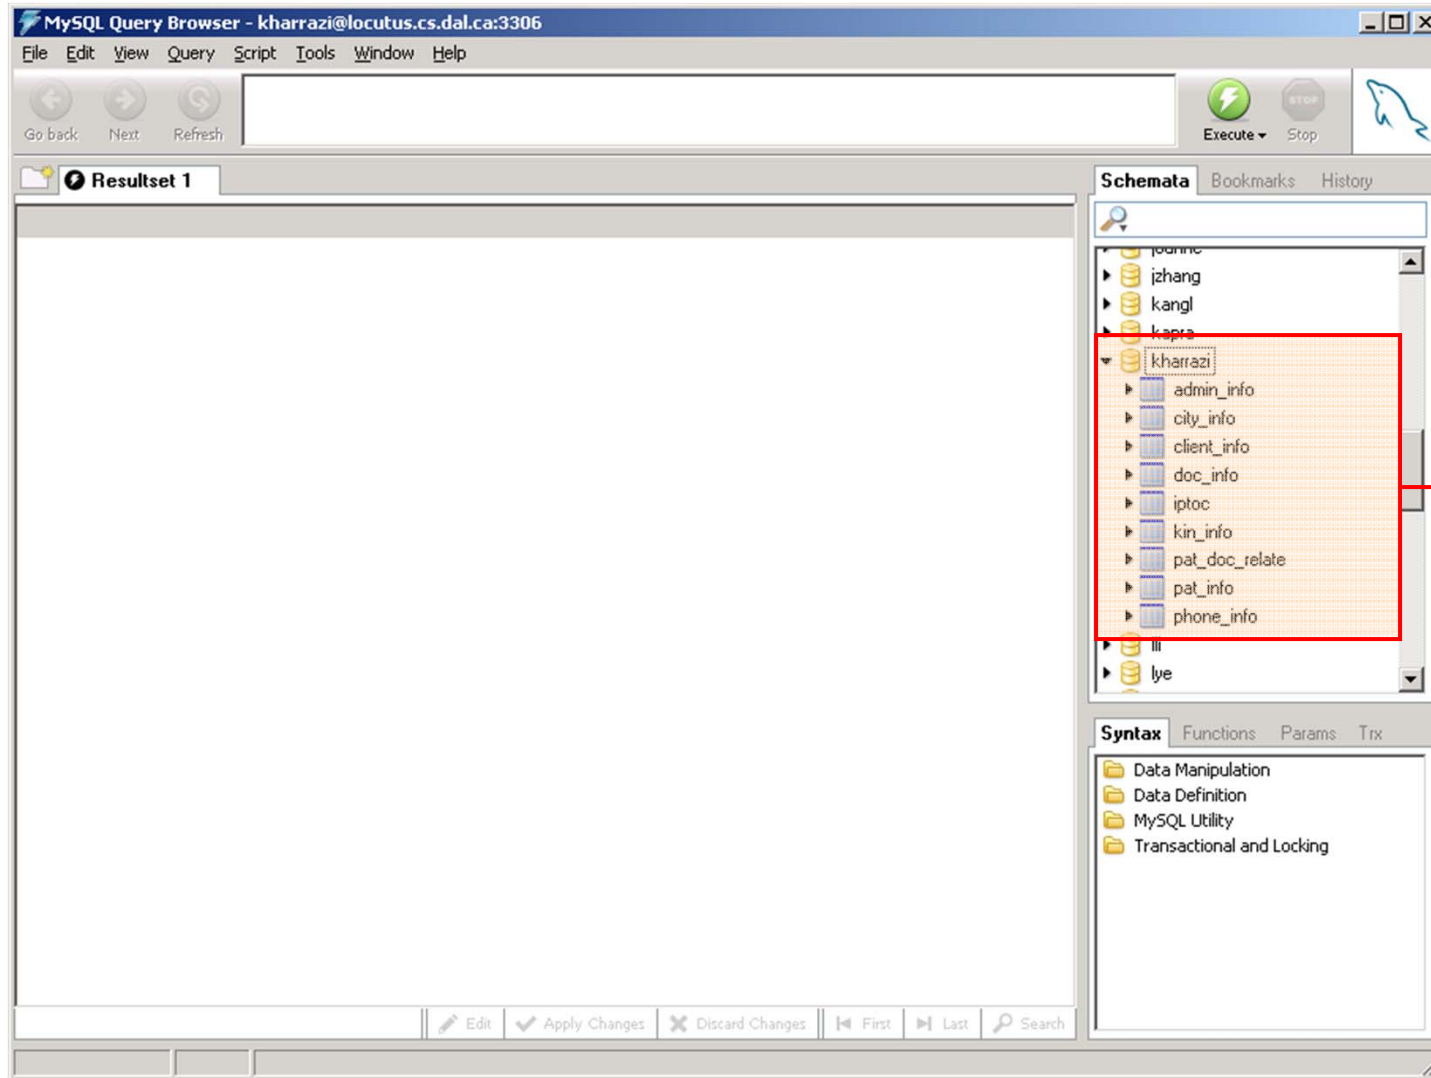 MySQL Query Browser - kharrazi@locutus.cs.dal.ca:3306
File Edit View Query Script Tools Window Help
Go back Next Refresh Execute STOP Stop
Resultset 1
Schemata Bookmarks History
jzhang
kangl
kapra
kharrazi
admin_info
city_info
client_info
doc_info
iptoc
kin_info
pat_doc_relate
pat_info
phone_info
lli
lye
Syntax Functions Params Trx
Data Manipulation
Data Definition
MySQL Utility
Transactional and Locking
Edit Apply Changes Discard Changes First Last Search